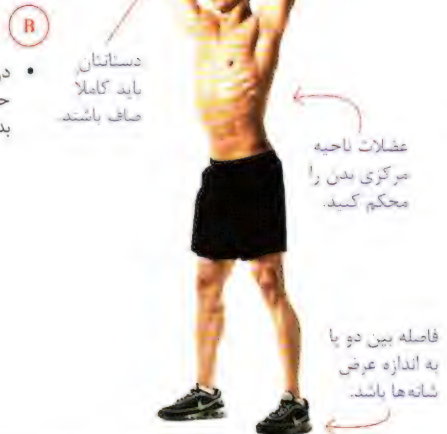 B
دستانتان
باید کاملاً
صاف باشند.
عضلات ناحیه
مرکزی بدن را
محکم کنید.
فاصله بین دو پا
به اندازه عرض
شانه‌ها باشد.